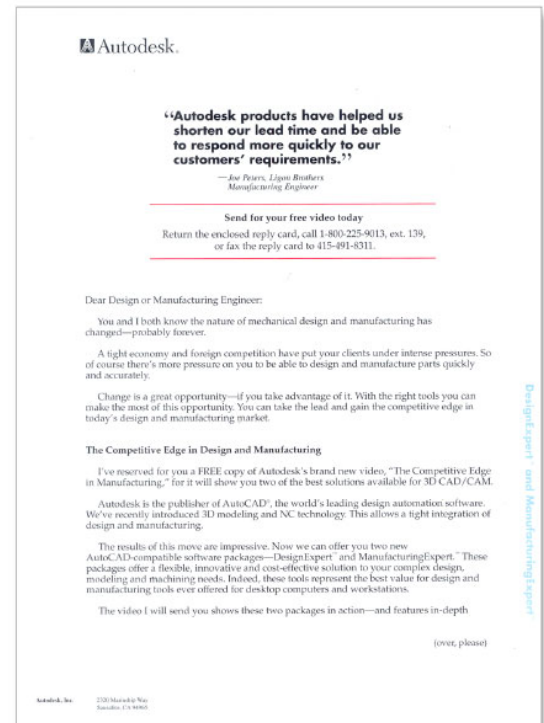 Autodesk.
“Autodesk products have helped us
shorten our lead time and be able
to respond more quickly to our
customers’ requirements.”
—Joe Peters, Ligon Brothers
Manufacturing Engineer
Send for your free video today
Return the enclosed reply card, call 1-800-225-9013, ext. 139,
or fax the reply card to 415-491-8311.
Dear Design or Manufacturing Engineer:
You and I both know the nature of mechanical design and manufacturing has
changed—probably forever.
A tight economy and foreign competition have put your clients under intense pressures. So
of course there’s more pressure on you to be able to design and manufacture parts quickly
and accurately.
Change is a great opportunity—if you take advantage of it. With the right tools you can
make the most of this opportunity. You can take the lead and gain the competitive edge in
today’s design and manufacturing market.
The Competitive Edge in Design and Manufacturing
I’ve reserved for you a FREE copy of Autodesk’s brand new video, “The Competitive Edge
in Manufacturing,” for it will show you two of the best solutions available for 3D CAD/CAM.
Autodesk is the publisher of AutoCAD®, the world’s leading design automation software.
We’ve recently introduced 3D modeling and NC technology. This allows a tight integration of
design and manufacturing.
The results of this move are impressive. Now we can offer you two new
AutoCAD-compatible software packages—DesignExpert™ and ManufacturingExpert.™ These
packages offer a flexible, innovative and cost-effective solution to your complex design,
modeling and machining needs. Indeed, these tools represent the best value for design and
manufacturing tools ever offered for desktop computers and workstations.
The video I will send you shows these two packages in action—and features in-depth
(over, please)
DesignExpert™ and ManufacturingExpert™
Autodesk, Inc.
2320 Marinship Way
Sausalito, CA 94965